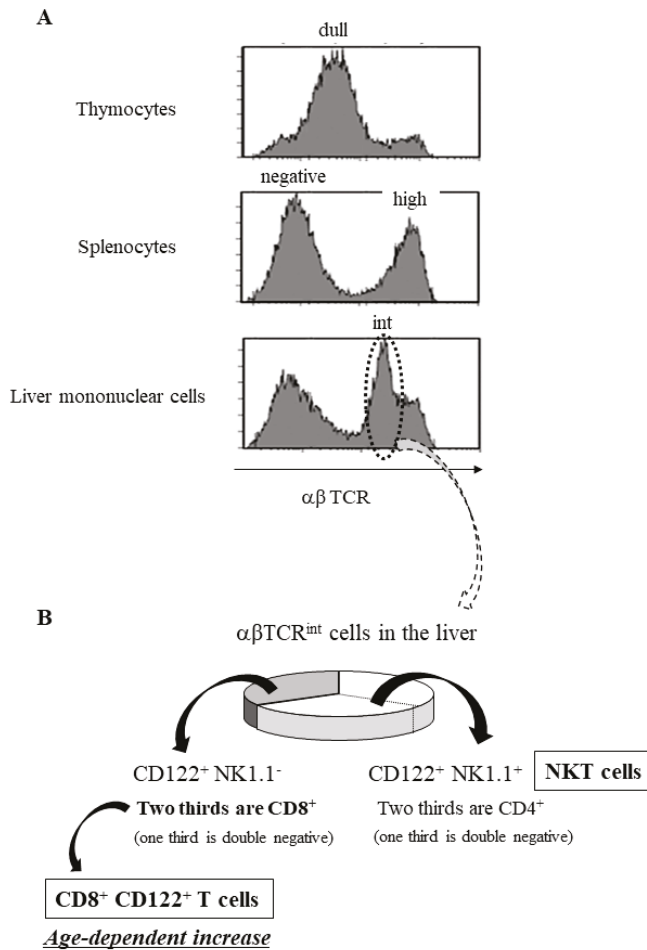 A
dull
Thymocytes
negative
high
Splenocytes
int
Liver mononuclear cells
αβ TCR
B
αβTCRⁱⁿᵗ cells in the liver
CD122⁺ NK1.1⁻
CD122⁺ NK1.1⁺
NKT cells
Two thirds are CD8⁺
Two thirds are CD4⁺
(one third is double negative)
(one third is double negative)
CD8⁺ CD122⁺ T cells
Age-dependent increase